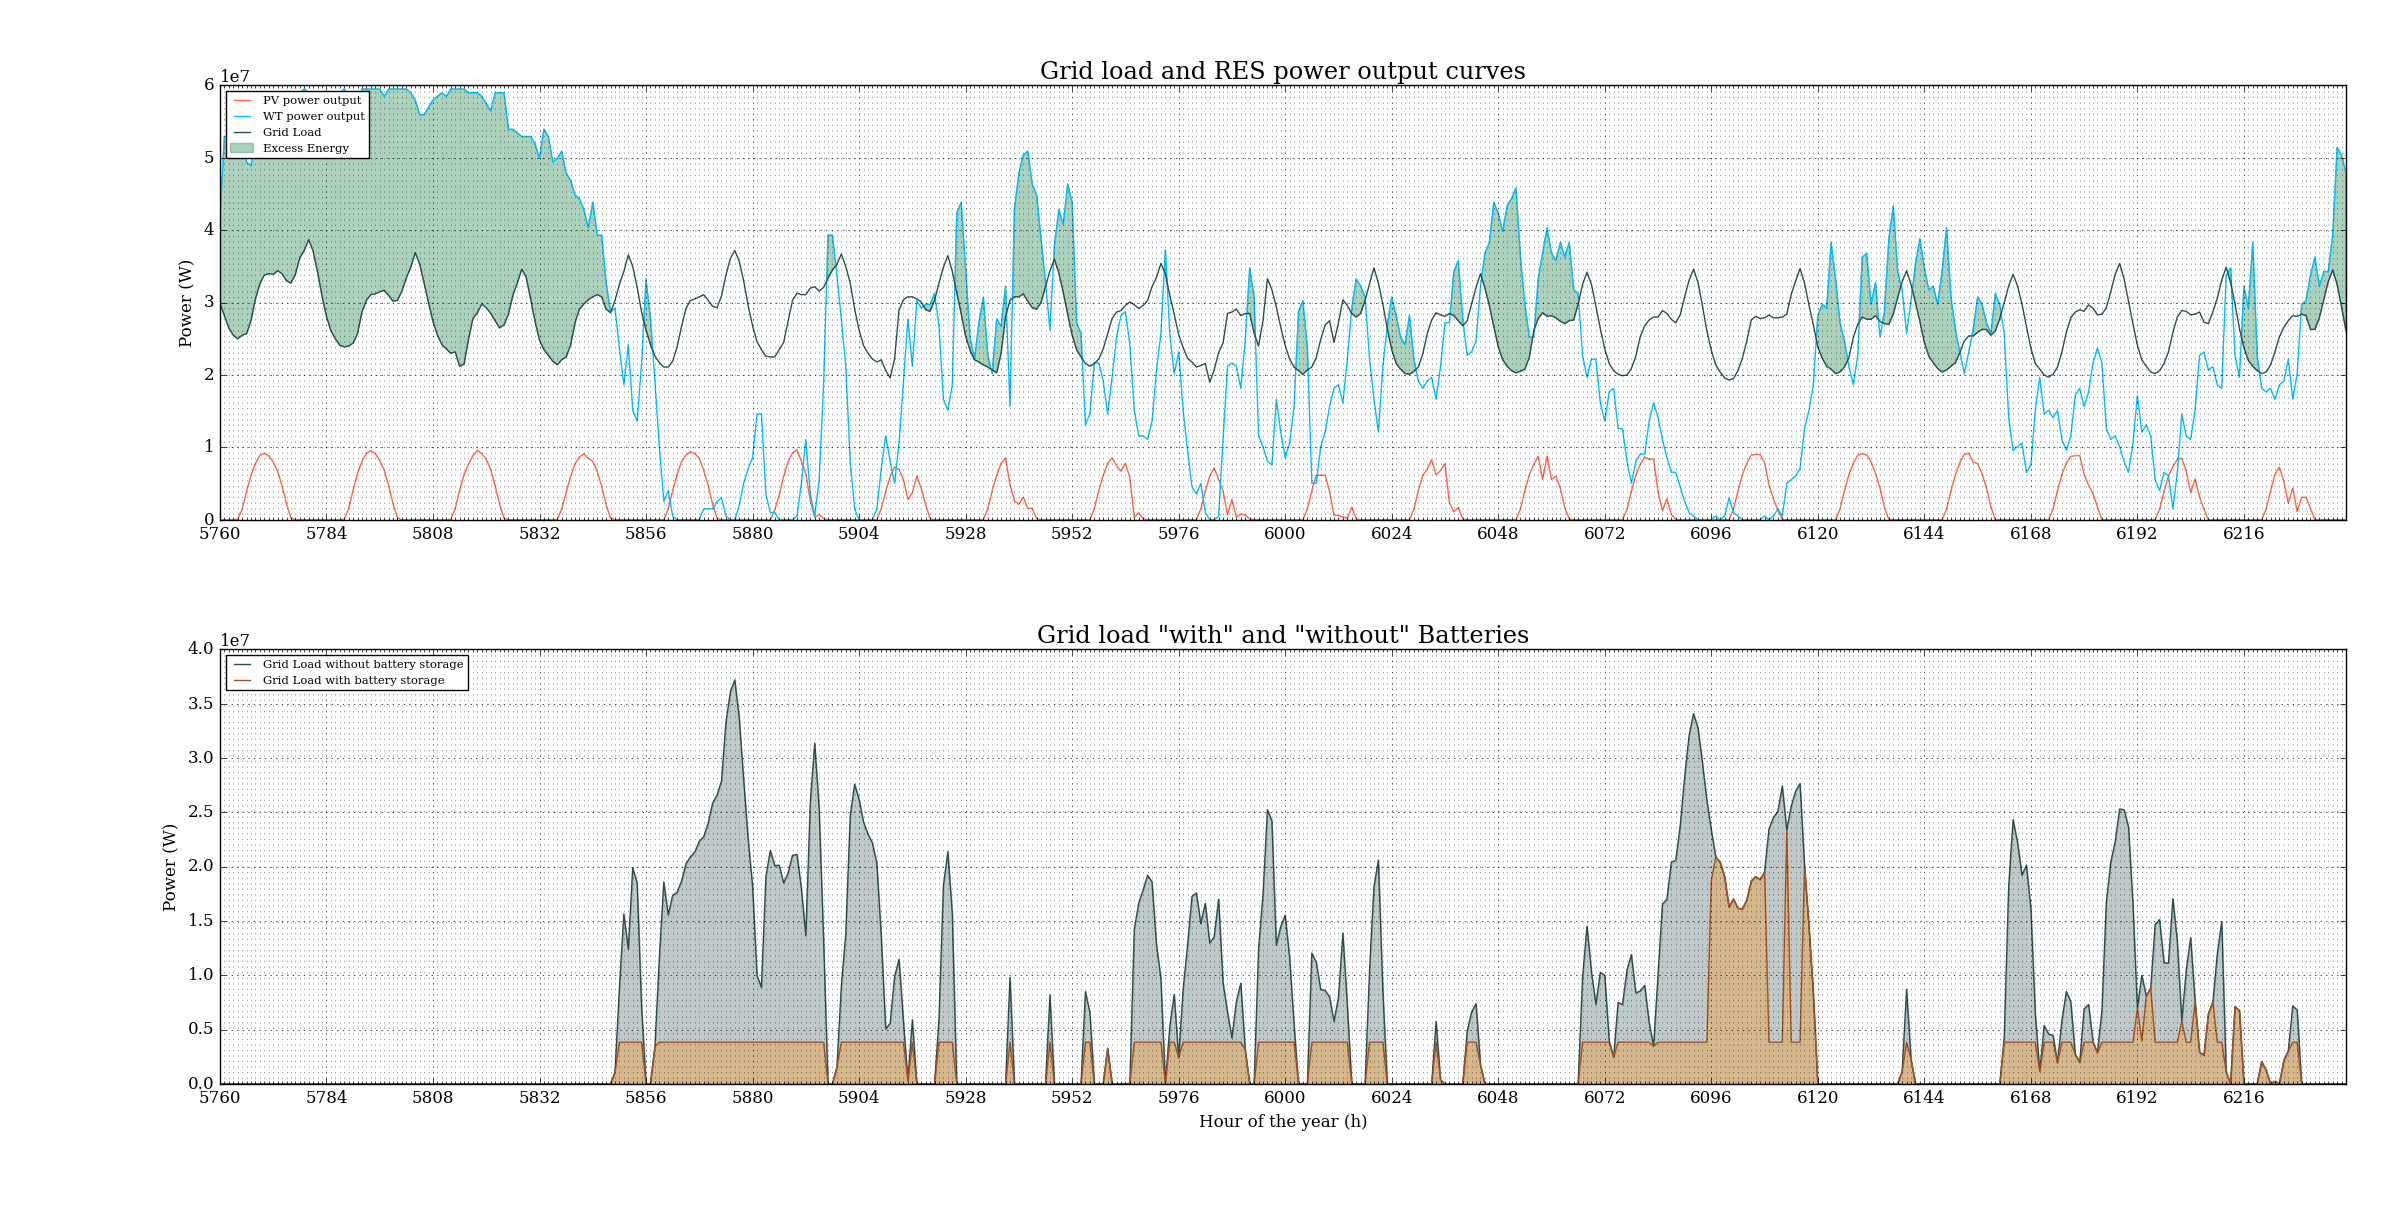 Grid load and RES power output curves
1e7
PV power output
WT power output
Grid Load
Excess Energy
Power (W)
6
5
4
3
2
1
0
5760 5784 5808 5832 5856 5880 5904 5928 5952 5976 6000 6024 6048 6072 6096 6120 6144 6168 6192 6216
Grid load "with" and "without" Batteries
1e7
Grid Load without battery storage
Grid Load with battery storage
Power (W)
4.0
3.5
3.0
2.5
2.0
1.5
1.0
0.5
0.0
5760 5784 5808 5832 5856 5880 5904 5928 5952 5976 6000 6024 6048 6072 6096 6120 6144 6168 6192 6216
Hour of the year (h)